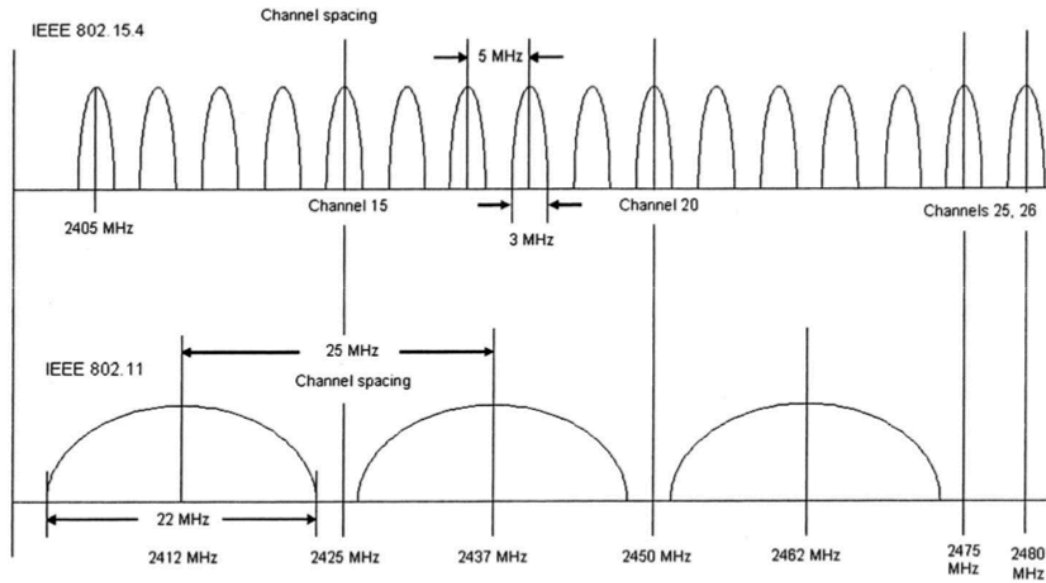 Channel spacing
IEEE 802.15.4
5 MHz
Channel 15
Channel 20
Channels 25, 26
2405 MHz
3 MHz
25 MHz
IEEE 802.11
Channel spacing
22 MHz
2412 MHz
2425 MHz
2437 MHz
2450 MHz
2462 MHz
2475
MHz
2480
MHz